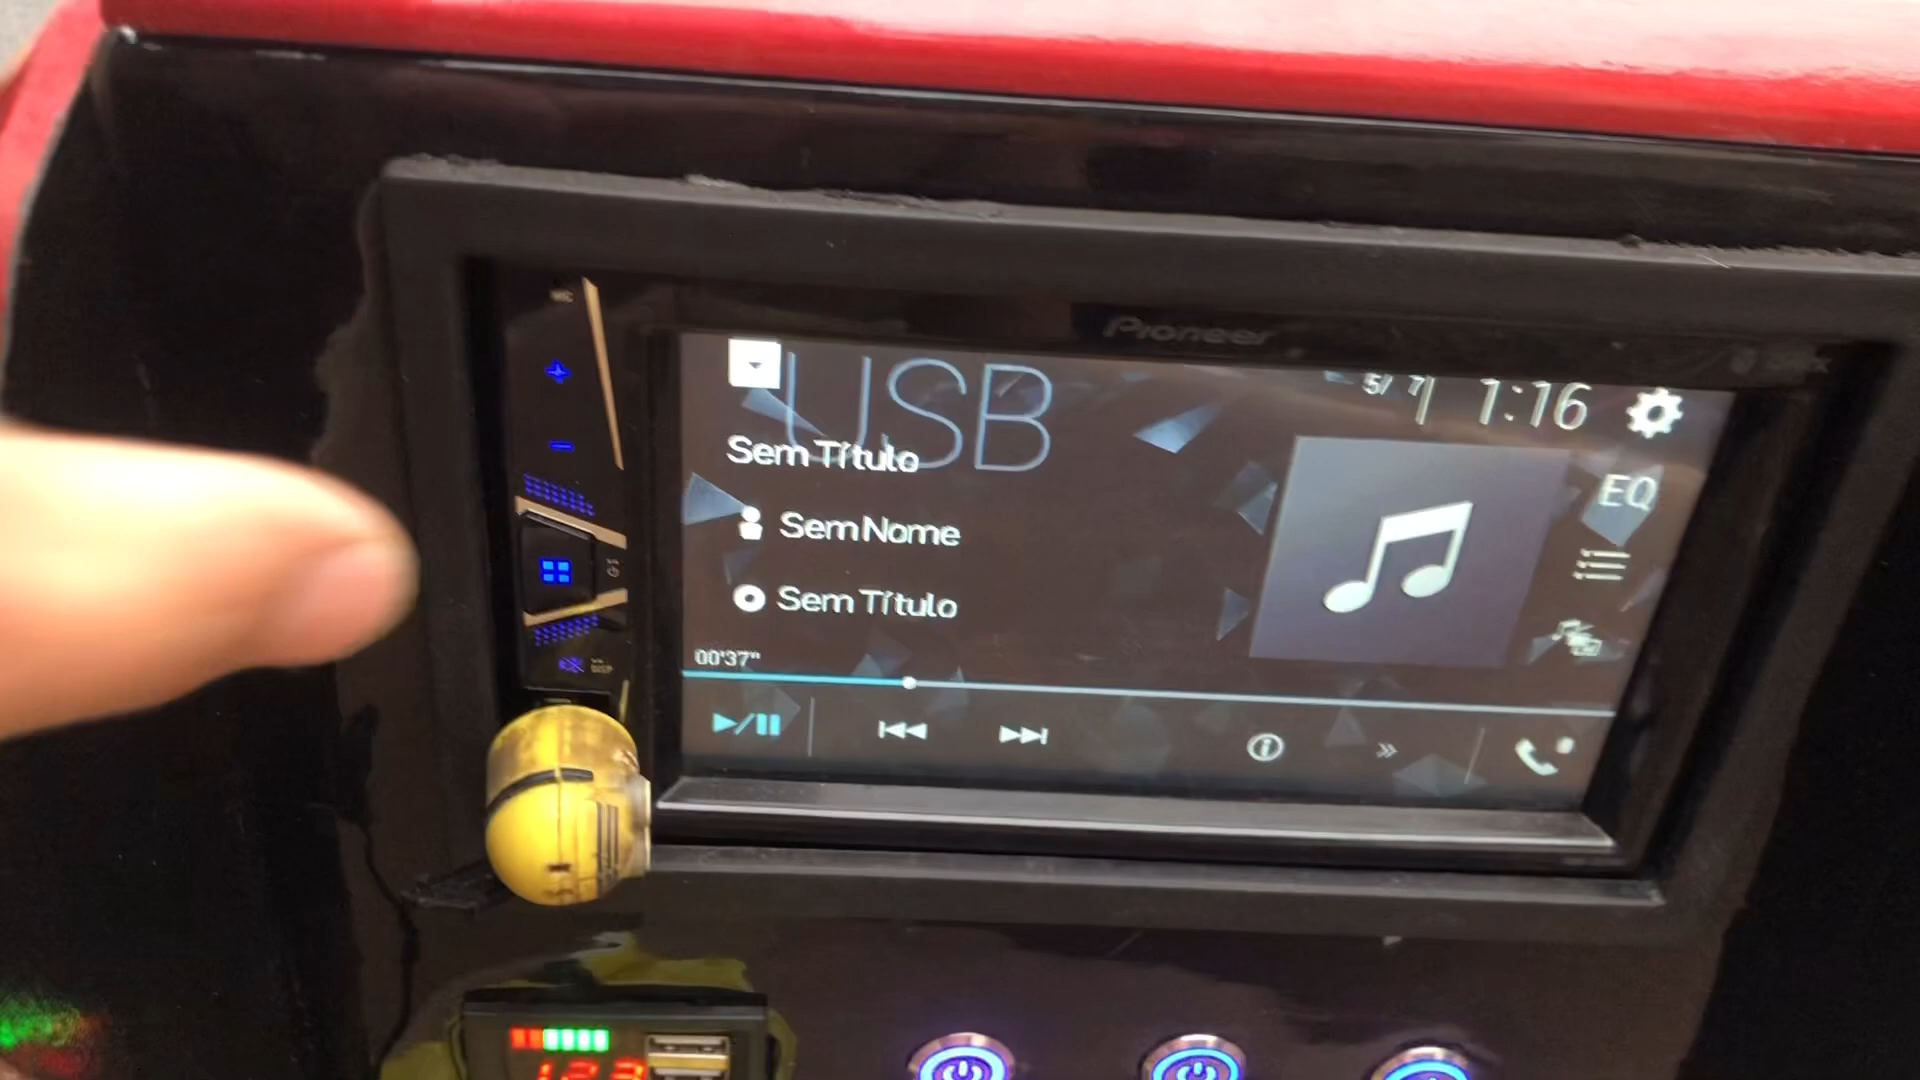 Pioneer
USB
5/ 7
1:16
Sem Título
EQ
Sem Nome
Sem Título
00'37"